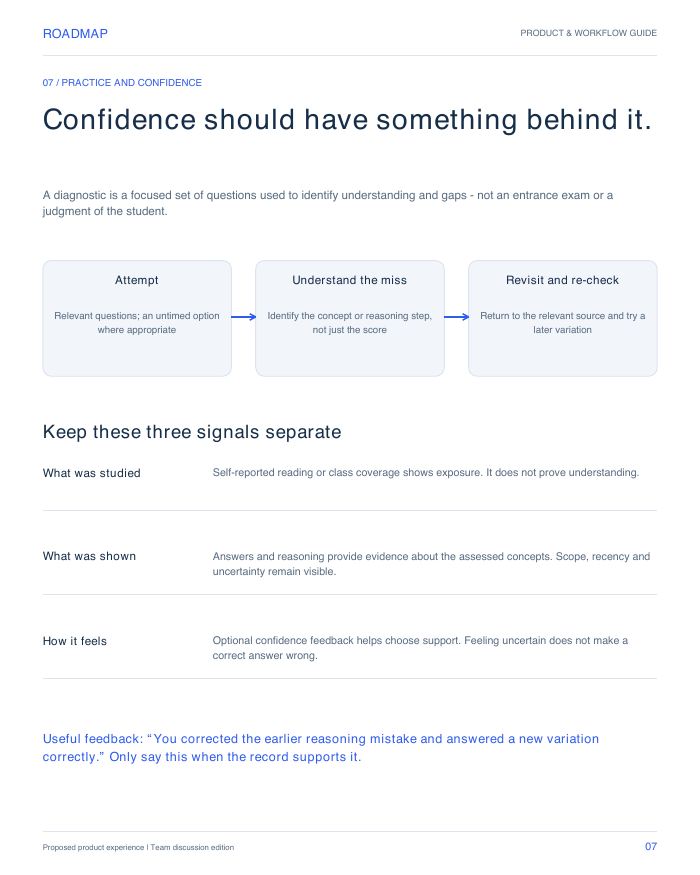 ROADMAP
PRODUCT & WORKFLOW GUIDE
07 / PRACTICE AND CONFIDENCE
Confidence should have something behind it.
A diagnostic is a focused set of questions used to identify understanding and gaps - not an entrance exam or a
judgment of the student.
Attempt
Relevant questions; an untimed option
where appropriate
Understand the miss
Identify the concept or reasoning step,
not just the score
Revisit and re-check
Return to the relevant source and try a
later variation
Keep these three signals separate
What was studied
Self-reported reading or class coverage shows exposure. It does not prove understanding.
What was shown
Answers and reasoning provide evidence about the assessed concepts. Scope, recency and
uncertainty remain visible.
How it feels
Optional confidence feedback helps choose support. Feeling uncertain does not make a
correct answer wrong.
Useful feedback: “You corrected the earlier reasoning mistake and answered a new variation
correctly.” Only say this when the record supports it.
Proposed product experience | Team discussion edition
07